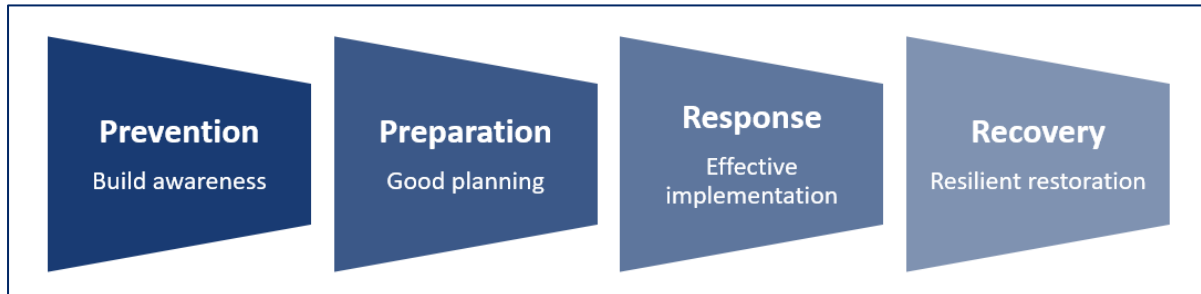 Prevention
Build awareness
Preparation
Good planning
Response
Effective
implementation
Recovery
Resilient restoration